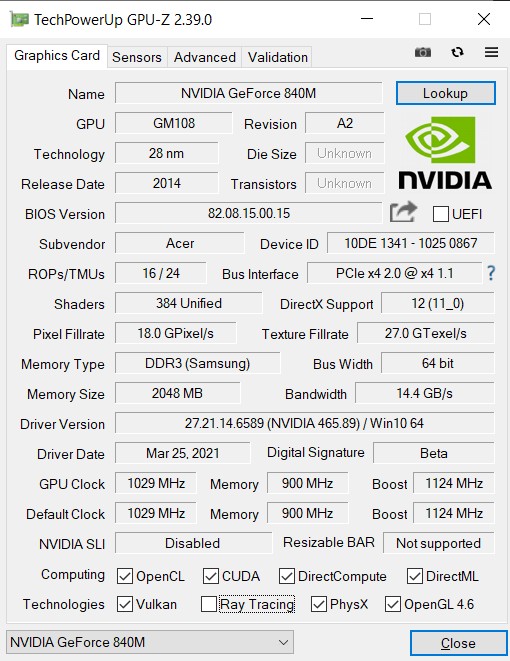 TechPowerUp GPU-Z 2.39.0
Graphics Card Sensors Advanced Validation
Name NVIDIA GeForce 840M Lookup
GPU GM108 Revision A2
Technology 28 nm Die Size Unknown
Release Date 2014 Transistors Unknown
NVIDIA
BIOS Version 82.08.15.00.15 UEFI
Subvendor Acer Device ID 10DE 1341 - 1025 0867
ROPs/TMUs 16 / 24 Bus Interface PCIe x4 2.0 @ x4 1.1 ?
Shaders 384 Unified DirectX Support 12 (11_0)
Pixel Fillrate 18.0 GPixel/s Texture Fillrate 27.0 GTexel/s
Memory Type DDR3 (Samsung) Bus Width 64 bit
Memory Size 2048 MB Bandwidth 14.4 GB/s
Driver Version 27.21.14.6589 (NVIDIA 465.89) / Win10 64
Driver Date Mar 25, 2021 Digital Signature Beta
GPU Clock 1029 MHz Memory 900 MHz Boost 1124 MHz
Default Clock 1029 MHz Memory 900 MHz Boost 1124 MHz
NVIDIA SLI Disabled Resizable BAR Not supported
Computing OpenCL CUDA DirectCompute DirectML
Technologies Vulkan Ray Tracing PhysX OpenGL 4.6
NVIDIA GeForce 840M Close